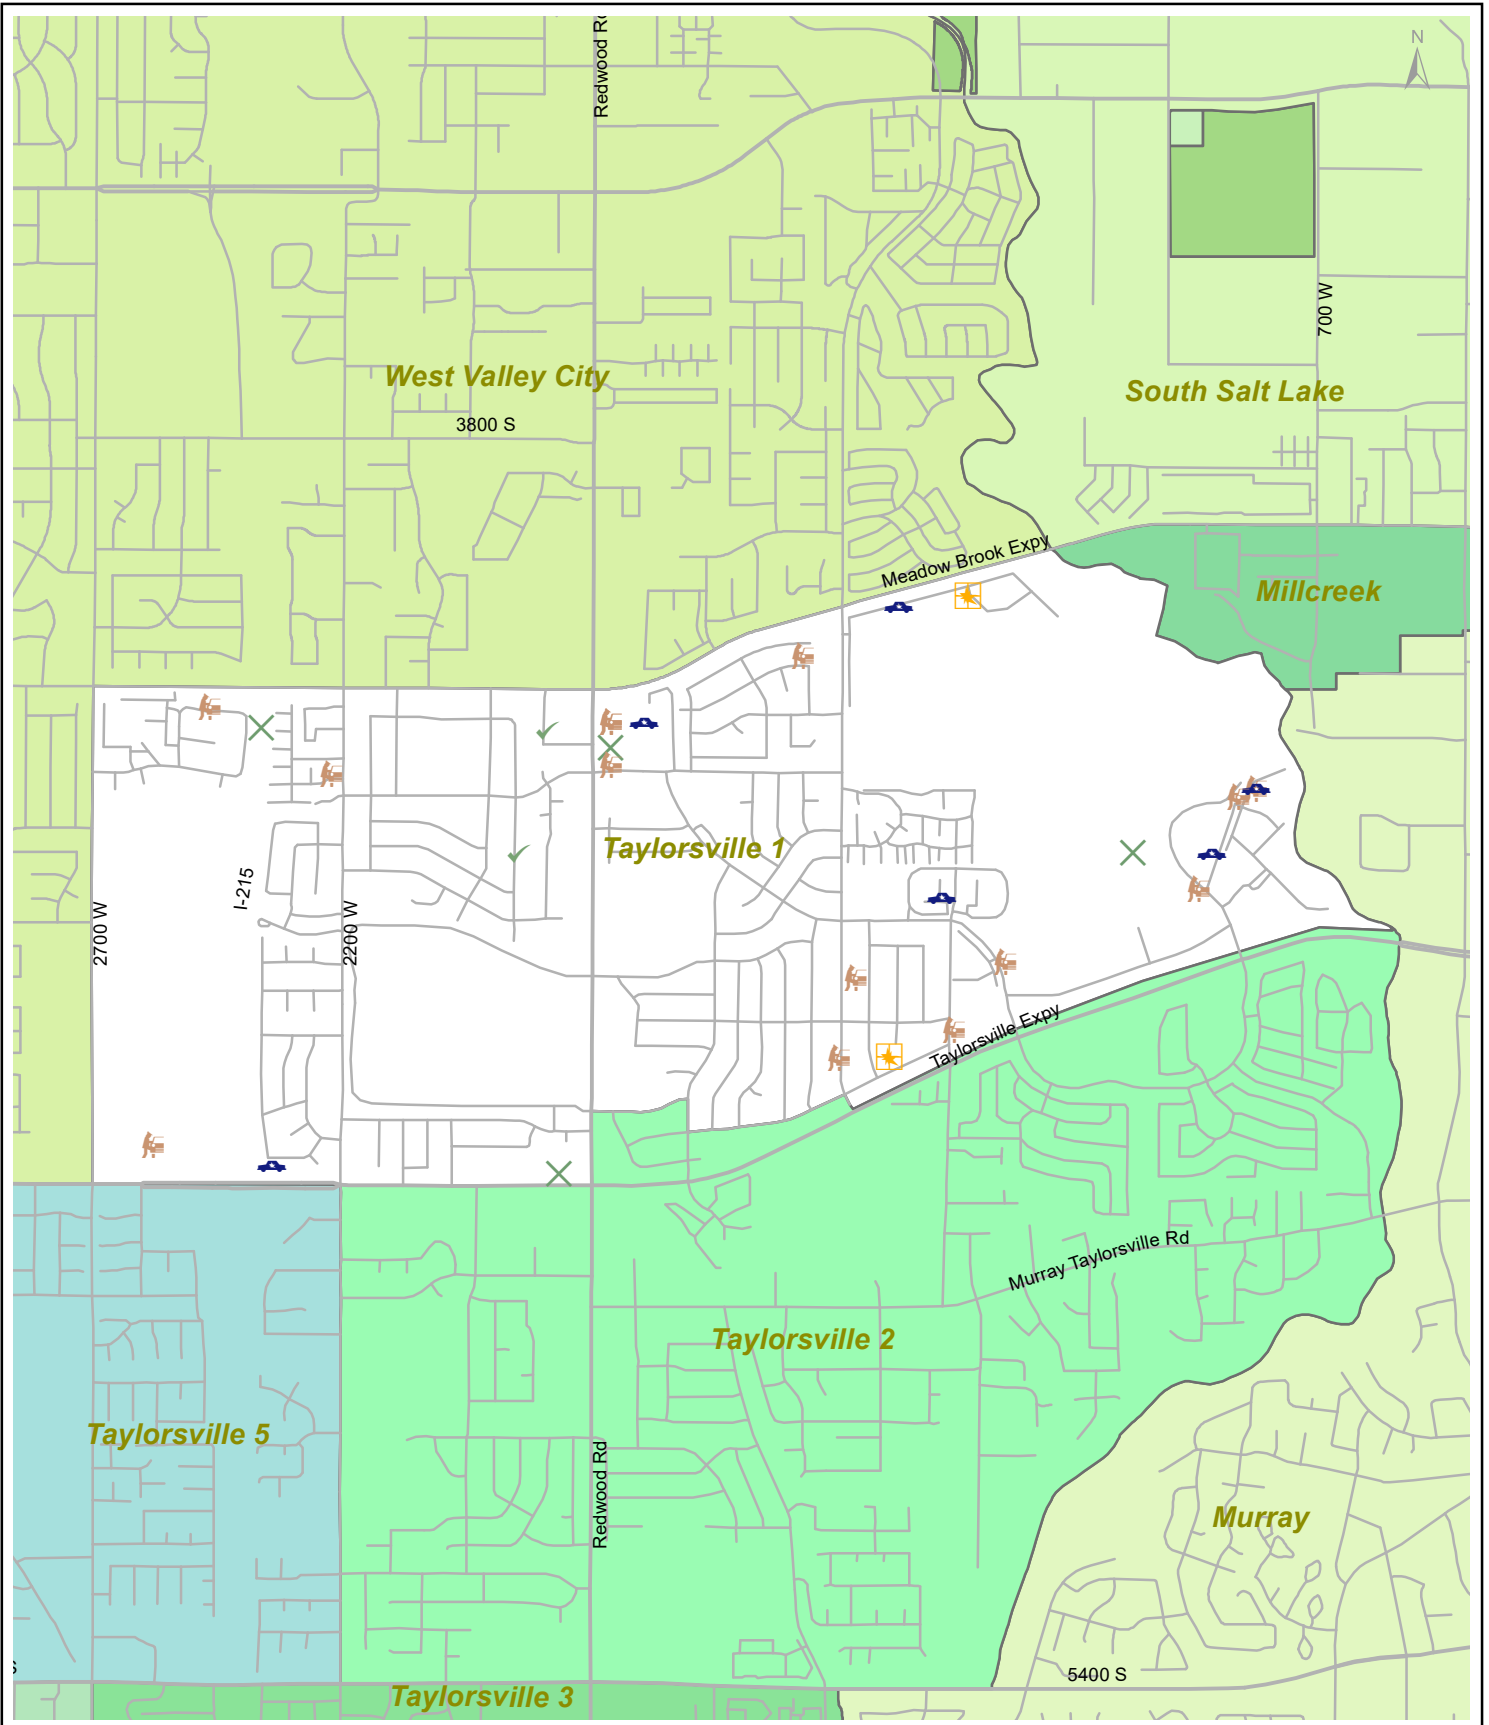 Redwood Rd
N
700 W
West Valley City
South Salt Lake
3800 S
Meadow Brook Expy
Millcreek
Taylorsville 1
I-215
2700 W
2200 W
Taylorsville Expy
Murray Taylorsville Rd
Taylorsville 2
Taylorsville 5
Redwood Rd
Murray
5400 S
Taylorsville 3